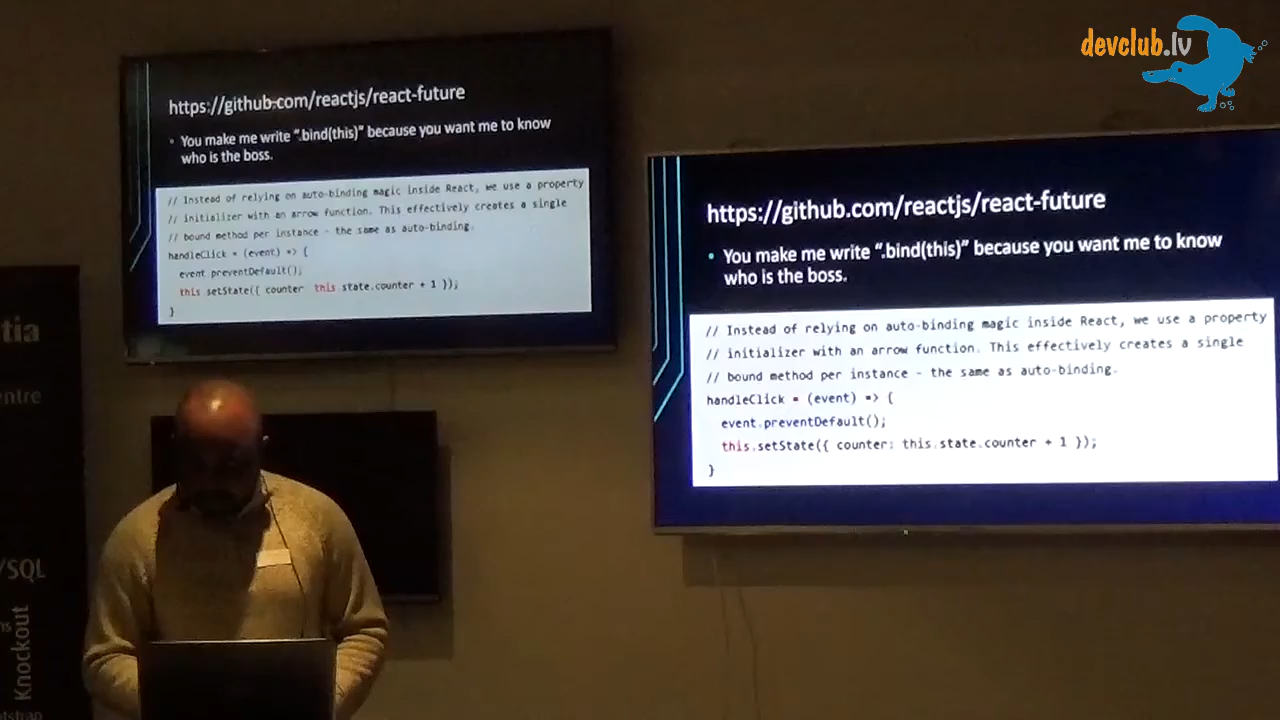 devclub.lv
https://github.com/reactjs/react-future
• You make me write “.bind(this)” because you want me to know
who is the boss.
// Instead of relying on auto-binding magic inside React, we use a property
// initializer with an arrow function. This effectively creates a single
// bound method per instance - the same as auto-binding.
handleClick = (event) => {
event.preventDefault();
this.setState({ counter: this.state.counter + 1 });
}
https://github.com/reactjs/react-future
• You make me write “.bind(this)” because you want me to know
who is the boss.
// Instead of relying on auto-binding magic inside React, we use a property
// initializer with an arrow function. This effectively creates a single
// bound method per instance - the same as auto-binding.
handleClick = (event) => {
event.preventDefault();
this.setState({ counter: this.state.counter + 1 });
}
tia
entre
/SQL
Knockout
tstrap